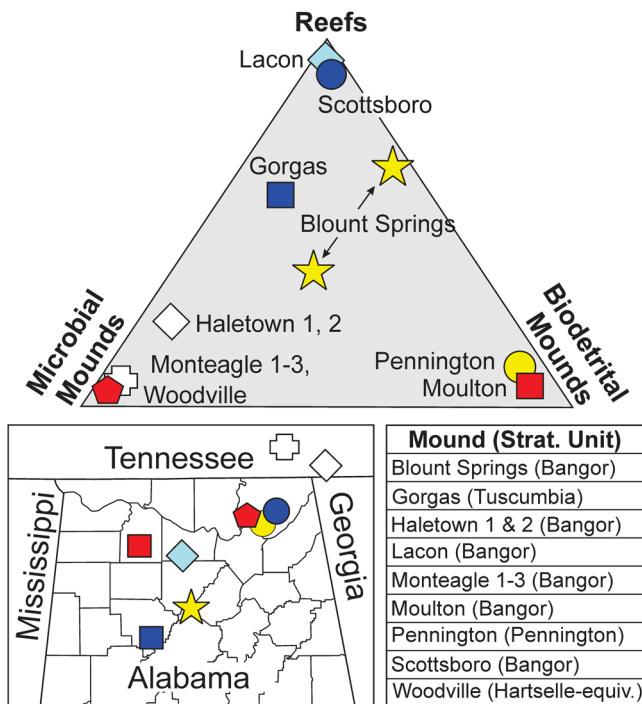 Reefs
Lacon
Scottsboro
Gorgas
Blount Springs
Haletown 1, 2
Microbial
Mounds
Monteagle 1-3,
Woodville
Biodetrital
Mounds
Pennington
Moulton
Tennessee
Mississippi
Georgia
Alabama
Mound (Strat. Unit)
Blount Springs (Bangor)
Gorgas (Tuscumbia)
Haletown 1 & 2 (Bangor)
Lacon (Bangor)
Monteagle 1-3 (Bangor)
Moulton (Bangor)
Pennington (Pennington)
Scottsboro (Bangor)
Woodville (Hartselle-equiv.)